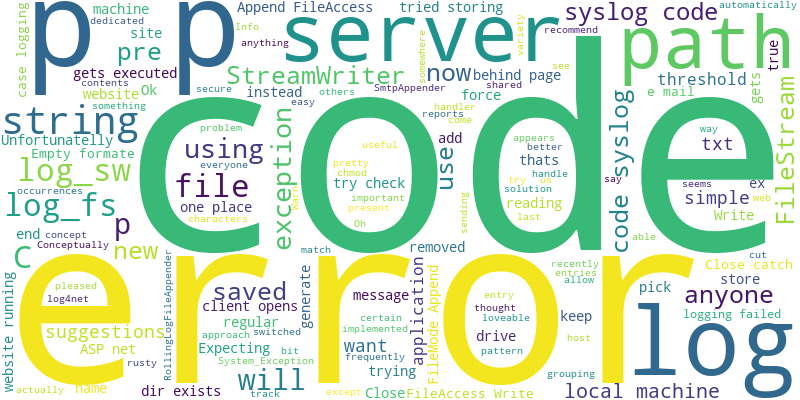 p p
server
path
code
error
log
machine
dedicated
Append FileAccess
tried storing
syslog code
automatically
case logging
site
pre
Info
anything
contents
gets executed
StreamWriter
now
behind page
recommend
website
something
Ok
secure
instead
others
variety
somewhere
SmtpAppender
shared
see
e mail
threshold
gets
true
string
Unfortunatelly
Empty formate
easy
force
handler
reports
come
problem
everyone
useful
appears
better
way
log_sw
using
exception
use
add
thats
code syslog
txt
FileStream
pretty
chmod
try check
reading
handle
say
file
important
present
try
us
solution
last
seems
web
simple
ex
log_fs
one place
characters
Warn
Oh
sending
Write
p
end
concept
occurrences
Conceptually
C
new
removed
match
able
cut
pleased
log4net
saved
client opens
generate
message
certain
implemented
application
entry
thought
loveable
recently
entries
allow
pick
store
Close catch
anyone
logging failed
website running
suggestions
ASP net
regular
approach
switched
Expecting
bit
want
frequently
trying
FileMode Append
drive
pattern
keep
host
RollingLogFileAppender
System_Exception
track
except
rusty
actually
name
dir exists
will
Close
FileAccess Write
grouping
local machine